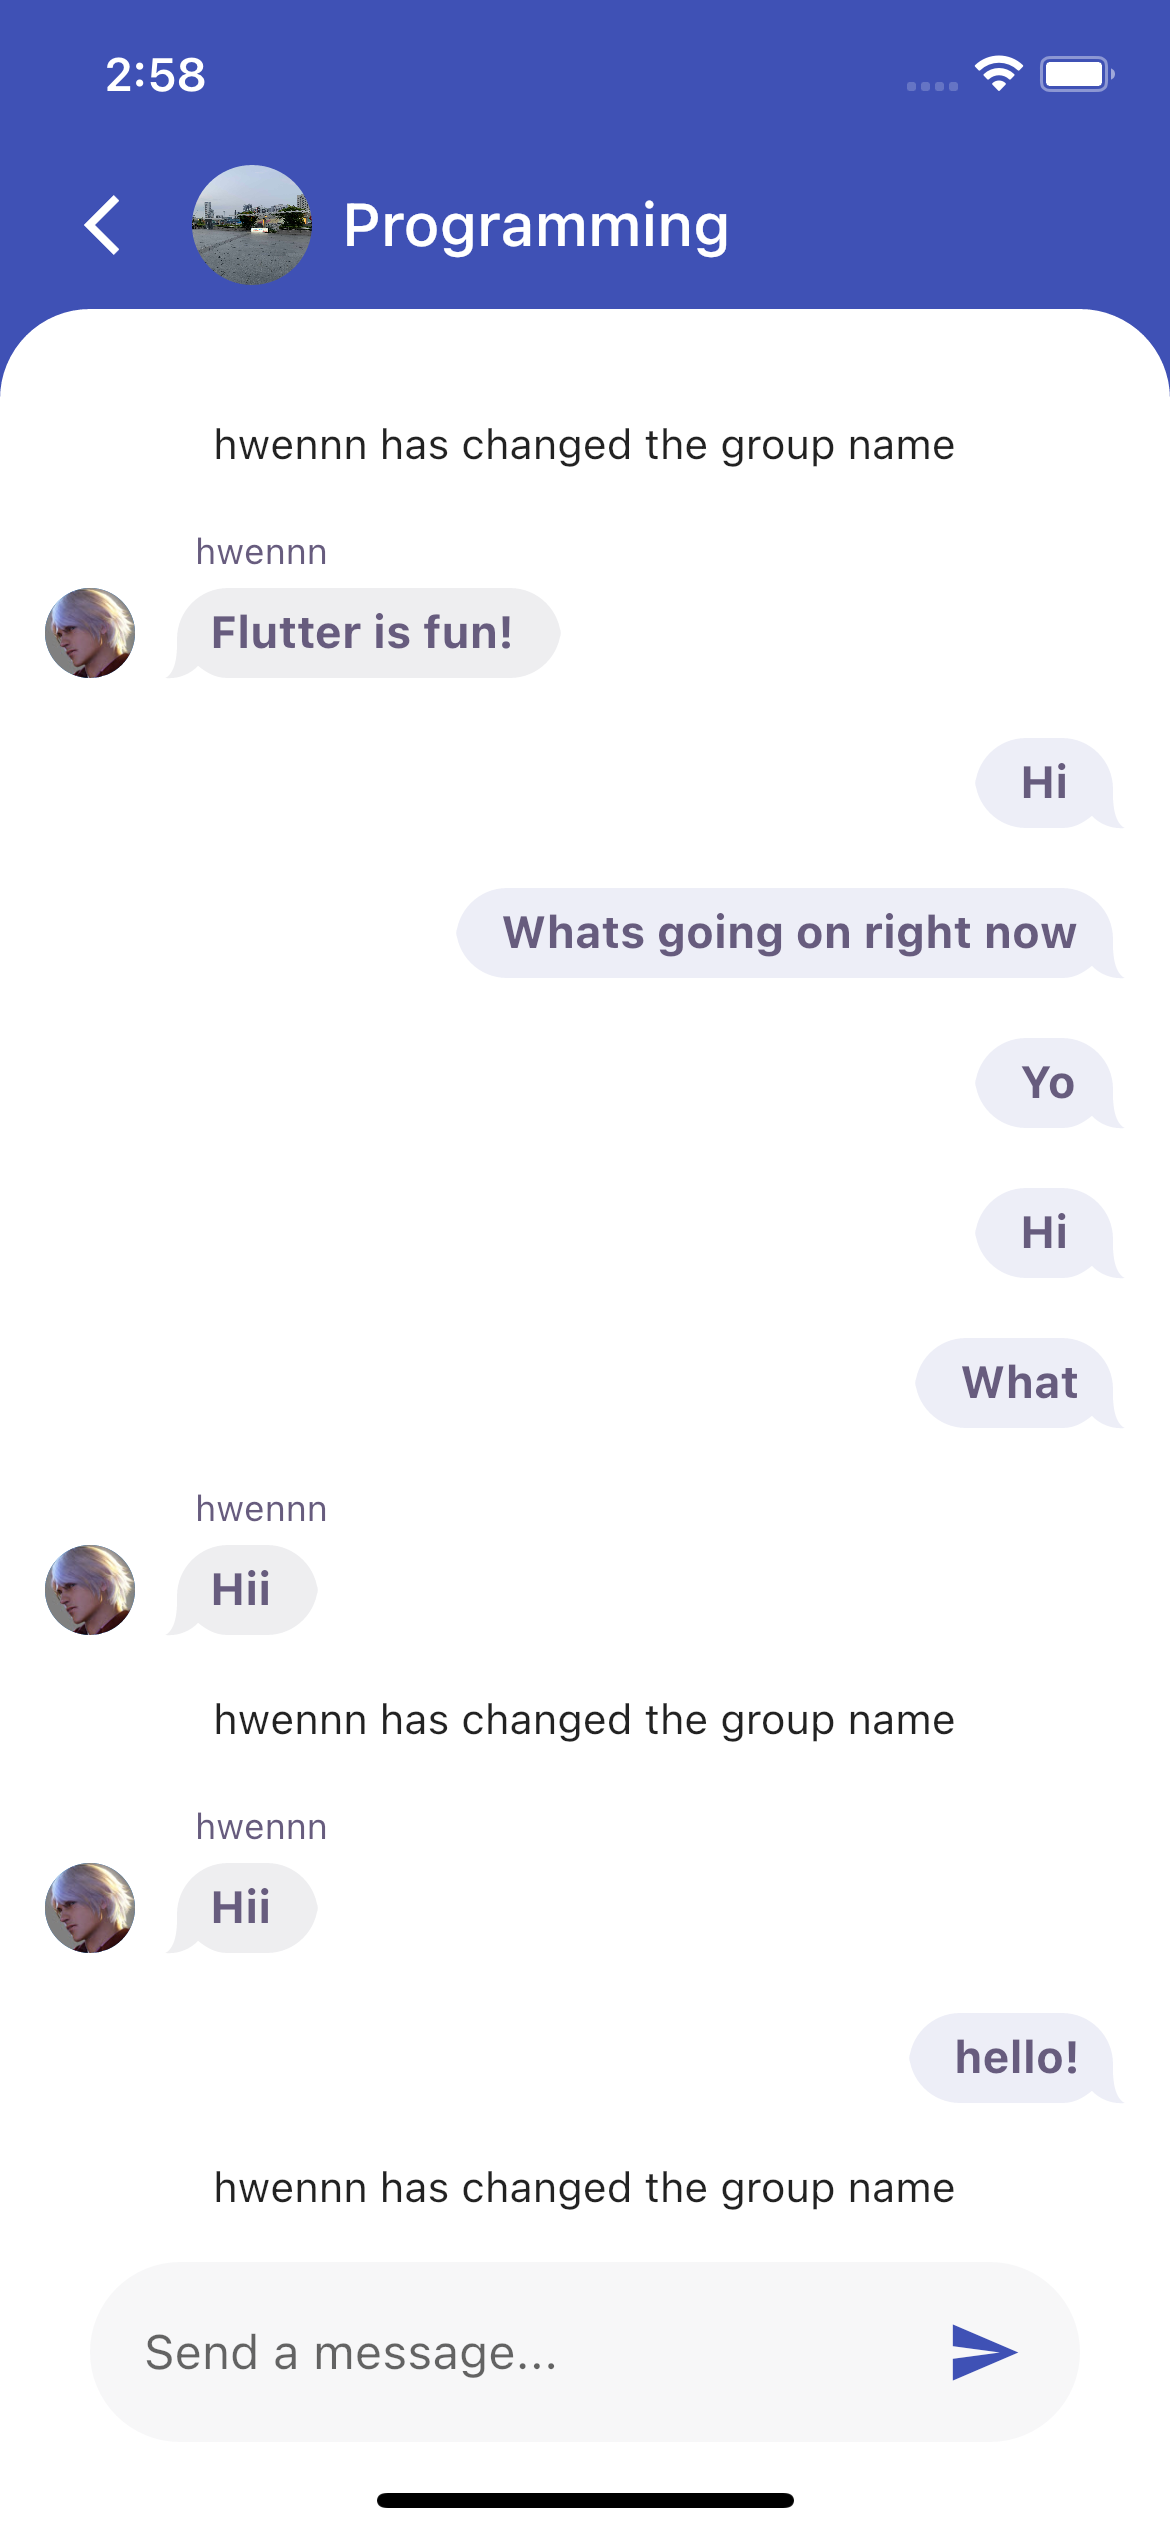 2:58
Programming
hwennn has changed the group name
hwennn
Flutter is fun!
Hi
Whats going on right now
Yo
Hi
What
hwennn
Hii
hwennn has changed the group name
hwennn
Hii
hello!
hwennn has changed the group name
Send a message...